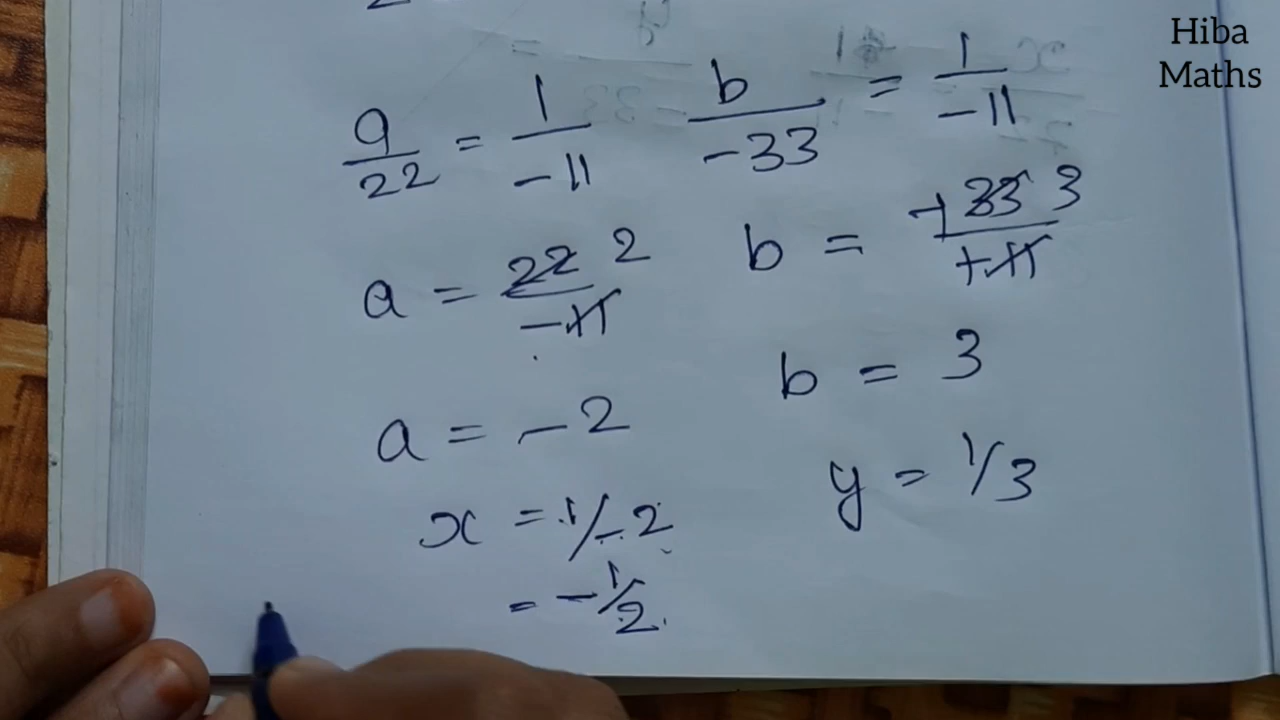 Hiba
Maths
a/22 = 1/-11
b/-33 = 1/-11
a = 22/-11 2
b = -33/-11 3
a = -2
b = 3
x = 1/-2
y = 1/3
= -1/2